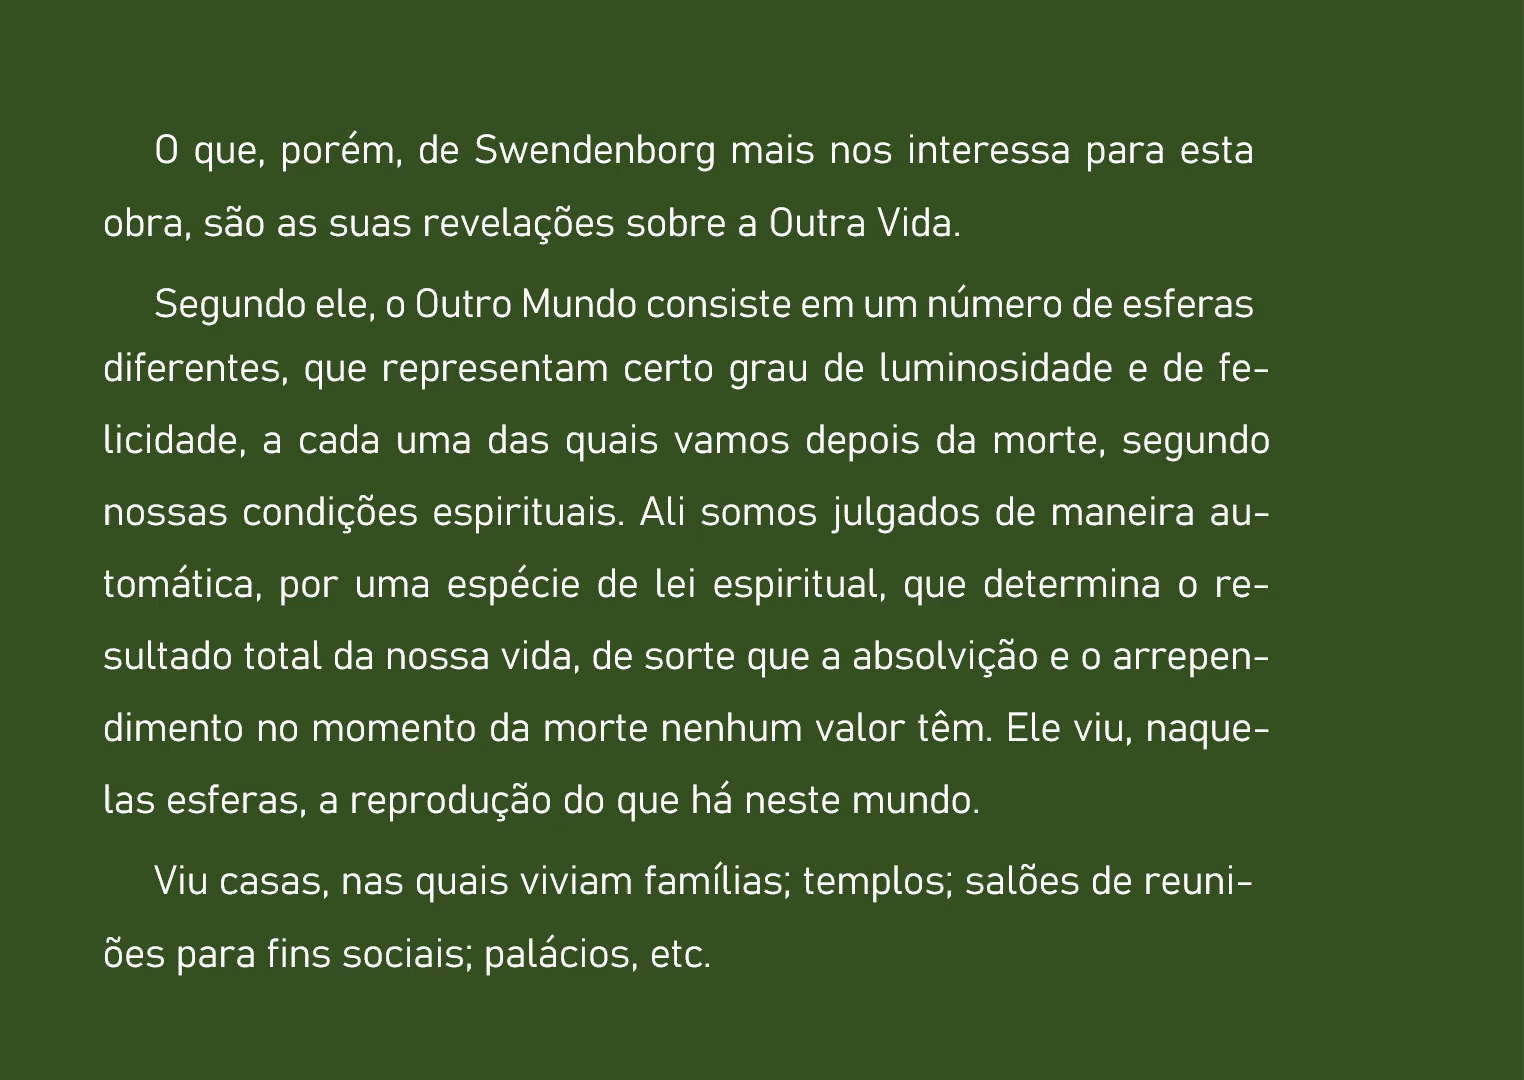 O que, porém, de Swendenborg mais nos interessa para esta
obra, são as suas revelações sobre a Outra Vida.
Segundo ele, o Outro Mundo consiste em um número de esferas
diferentes, que representam certo grau de luminosidade e de fe-
licidade, a cada uma das quais vamos depois da morte, segundo
nossas condições espirituais. Ali somos julgados de maneira au-
tomática, por uma espécie de lei espiritual, que determina o re-
sultado total da nossa vida, de sorte que a absolvição e o arrepen-
dimento no momento da morte nenhum valor têm. Ele viu, naque-
las esferas, a reprodução do que há neste mundo.
Viu casas, nas quais viviam famílias; templos; salões de reuni-
ões para fins sociais; palácios, etc.